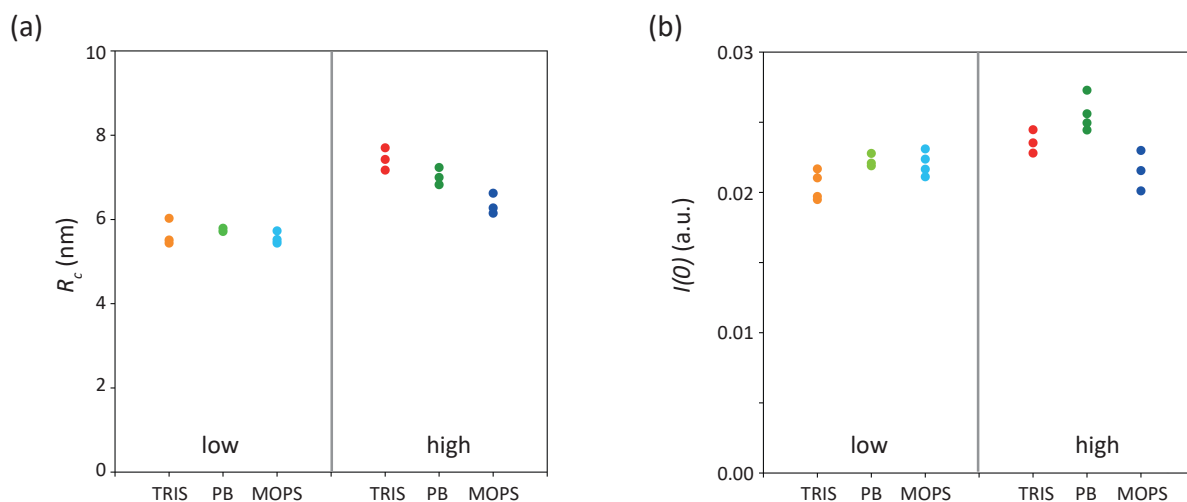 (a)
10
8
6
4
2
0
R_c (nm)
low
high
TRIS PB MOPS TRIS PB MOPS
(b)
0.03
0.02
0.01
0.00
I(0) (a.u.)
low
high
TRIS PB MOPS TRIS PB MOPS